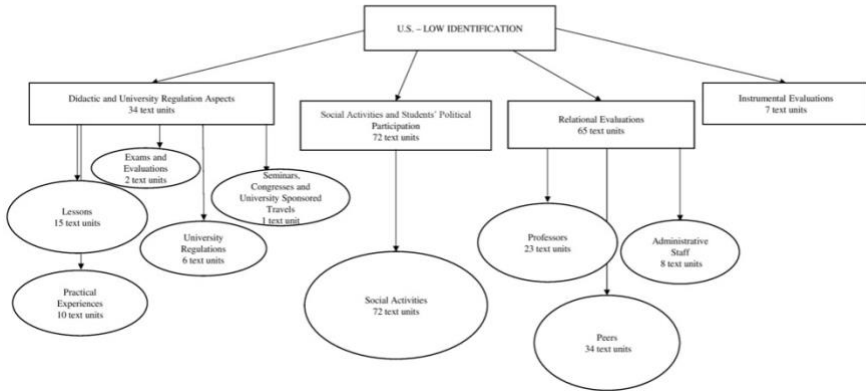 U.S. – LOW IDENTIFICATION
Didactic and University Regulation Aspects
34 text units
Social Activities and Students' Political
Participation
72 text units
Relational Evaluations
65 text units
Instrumental Evaluations
7 text units
Exams and
Evaluations
2 text units
Seminars,
Congresses and
University Sponsored
Travels
1 text unit
Lessons
15 text units
University
Regulations
6 text units
Professors
23 text units
Administrative
Staff
8 text units
Practical
Experiences
10 text units
Social Activities
72 text units
Peers
34 text units